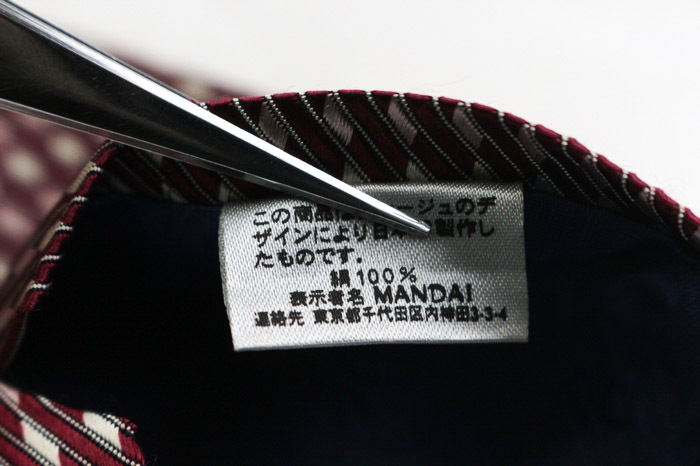 この商品は ージュのデ
ザインにより日本 製作し
たものです。
絹100%
表示者名 MANDAI
連絡先 東京都千代田区内神田3-3-4